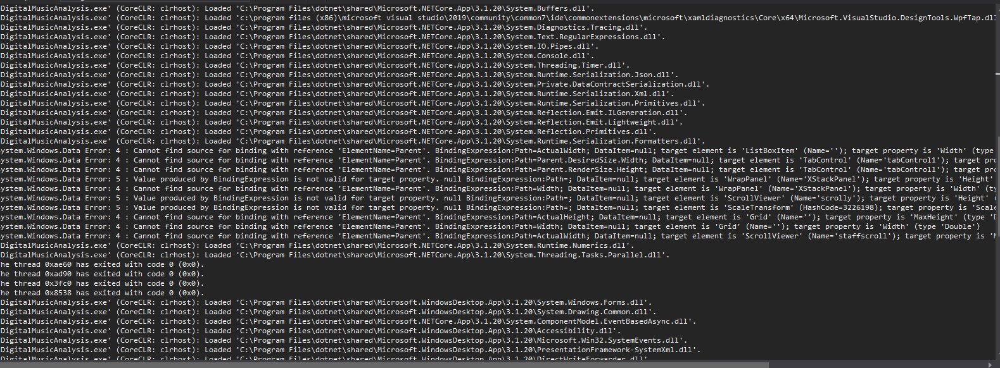 DigitalMusicAnalysis.exe' (CoreCLR: clrhost): Loaded 'C:\Program Files\dotnet\shared\Microsoft.NETCore.App\3.1.20\System.Buffers.dll'.
DigitalMusicAnalysis.exe' (CoreCLR: clrhost): Loaded 'c:\program files (x86)\microsoft visual studio\2019\community\common7\ide\commonextensions\microsoft\xamldiagnostics\Core\x64\Microsoft.VisualStudio.DesignTools.WpfTap.dll
DigitalMusicAnalysis.exe' (CoreCLR: clrhost): Loaded 'C:\Program Files\dotnet\shared\Microsoft.NETCore.App\3.1.20\System.Diagnostics.Tracing.dll'.
DigitalMusicAnalysis.exe' (CoreCLR: clrhost): Loaded 'C:\Program Files\dotnet\shared\Microsoft.NETCore.App\3.1.20\System.Text.RegularExpressions.dll'.
DigitalMusicAnalysis.exe' (CoreCLR: clrhost): Loaded 'C:\Program Files\dotnet\shared\Microsoft.NETCore.App\3.1.20\System.IO.Pipes.dll'.
DigitalMusicAnalysis.exe' (CoreCLR: clrhost): Loaded 'C:\Program Files\dotnet\shared\Microsoft.NETCore.App\3.1.20\System.Console.dll'.
DigitalMusicAnalysis.exe' (CoreCLR: clrhost): Loaded 'C:\Program Files\dotnet\shared\Microsoft.NETCore.App\3.1.20\System.Threading.Timer.dll'.
DigitalMusicAnalysis.exe' (CoreCLR: clrhost): Loaded 'C:\Program Files\dotnet\shared\Microsoft.NETCore.App\3.1.20\System.Runtime.Serialization.Json.dll'.
DigitalMusicAnalysis.exe' (CoreCLR: clrhost): Loaded 'C:\Program Files\dotnet\shared\Microsoft.NETCore.App\3.1.20\System.Private.DataContractSerialization.dll'.
DigitalMusicAnalysis.exe' (CoreCLR: clrhost): Loaded 'C:\Program Files\dotnet\shared\Microsoft.NETCore.App\3.1.20\System.Runtime.Serialization.Xml.dll'.
DigitalMusicAnalysis.exe' (CoreCLR: clrhost): Loaded 'C:\Program Files\dotnet\shared\Microsoft.NETCore.App\3.1.20\System.Runtime.Serialization.Primitives.dll'.
DigitalMusicAnalysis.exe' (CoreCLR: clrhost): Loaded 'C:\Program Files\dotnet\shared\Microsoft.NETCore.App\3.1.20\System.Reflection.Emit.ILGeneration.dll'.
DigitalMusicAnalysis.exe' (CoreCLR: clrhost): Loaded 'C:\Program Files\dotnet\shared\Microsoft.NETCore.App\3.1.20\System.Reflection.Emit.Lightweight.dll'.
DigitalMusicAnalysis.exe' (CoreCLR: clrhost): Loaded 'C:\Program Files\dotnet\shared\Microsoft.NETCore.App\3.1.20\System.Reflection.Primitives.dll'.
DigitalMusicAnalysis.exe' (CoreCLR: clrhost): Loaded 'C:\Program Files\dotnet\shared\Microsoft.NETCore.App\3.1.20\System.Runtime.Serialization.Formatters.dll'.
ystem.Windows.Data Error: 4 : Cannot find source for binding with reference 'ElementName=Parent'. BindingExpression:Path=ActualWidth; DataItem=null; target element is 'ListBoxItem' (Name=''); target property is 'Width' (type
ystem.Windows.Data Error: 4 : Cannot find source for binding with reference 'ElementName=Parent'. BindingExpression:Path=Parent.DesiredSize.Width; DataItem=null; target element is 'TabControl' (Name='tabControl1'); target pro
ystem.Windows.Data Error: 4 : Cannot find source for binding with reference 'ElementName=Parent'. BindingExpression:Path=Parent.RenderSize.Height; DataItem=null; target element is 'TabControl' (Name='tabControl1'); target pro
ystem.Windows.Data Error: 5 : Value produced by BindingExpression is not valid for target property. null BindingExpression:Path=; DataItem=null; target element is 'WrapPanel' (Name='XStackPanel'); target property is 'Height'
ystem.Windows.Data Error: 4 : Cannot find source for binding with reference 'ElementName=Parent'. BindingExpression:Path=Width; DataItem=null; target element is 'WrapPanel' (Name='XStackPanel'); target property is 'Width' (ty
ystem.Windows.Data Error: 5 : Value produced by BindingExpression is not valid for target property. null BindingExpression:Path=; DataItem=null; target element is 'ScrollViewer' (Name='scrolly'); target property is 'Height' (
ystem.Windows.Data Error: 5 : Value produced by BindingExpression is not valid for target property. null BindingExpression:Path=; DataItem=null; target element is 'ScaleTransform' (HashCode=3226198); target property is 'Scale
ystem.Windows.Data Error: 4 : Cannot find source for binding with reference 'ElementName=Parent'. BindingExpression:Path=ActualHeight; DataItem=null; target element is 'Grid' (Name=''); target property is 'MaxHeight' (type 'D
ystem.Windows.Data Error: 4 : Cannot find source for binding with reference 'ElementName=Parent'. BindingExpression:Path=Width; DataItem=null; target element is 'Grid' (Name=''); target property is 'Width' (type 'Double')
ystem.Windows.Data Error: 4 : Cannot find source for binding with reference 'ElementName=Parent'. BindingExpression:Path=ActualWidth; DataItem=null; target element is 'ScrollViewer' (Name='staffscroll'); target property is 'M
DigitalMusicAnalysis.exe' (CoreCLR: clrhost): Loaded 'C:\Program Files\dotnet\shared\Microsoft.NETCore.App\3.1.20\System.Runtime.Numerics.dll'.
DigitalMusicAnalysis.exe' (CoreCLR: clrhost): Loaded 'C:\Program Files\dotnet\shared\Microsoft.NETCore.App\3.1.20\System.Threading.Tasks.Parallel.dll'.
he thread 0xae60 has exited with code 0 (0x0).
he thread 0xad90 has exited with code 0 (0x0).
he thread 0x3fc0 has exited with code 0 (0x0).
he thread 0x8538 has exited with code 0 (0x0).
DigitalMusicAnalysis.exe' (CoreCLR: clrhost): Loaded 'C:\Program Files\dotnet\shared\Microsoft.WindowsDesktop.App\3.1.20\System.Windows.Forms.dll'.
DigitalMusicAnalysis.exe' (CoreCLR: clrhost): Loaded 'C:\Program Files\dotnet\shared\Microsoft.WindowsDesktop.App\3.1.20\System.Drawing.Common.dll'.
DigitalMusicAnalysis.exe' (CoreCLR: clrhost): Loaded 'C:\Program Files\dotnet\shared\Microsoft.NETCore.App\3.1.20\System.ComponentModel.EventBasedAsync.dll'.
DigitalMusicAnalysis.exe' (CoreCLR: clrhost): Loaded 'C:\Program Files\dotnet\shared\Microsoft.WindowsDesktop.App\3.1.20\Accessibility.dll'.
DigitalMusicAnalysis.exe' (CoreCLR: clrhost): Loaded 'C:\Program Files\dotnet\shared\Microsoft.WindowsDesktop.App\3.1.20\Microsoft.Win32.SystemEvents.dll'.
DigitalMusicAnalysis.exe' (CoreCLR: clrhost): Loaded 'C:\Program Files\dotnet\shared\Microsoft.WindowsDesktop.App\3.1.20\PresentationFramework-SystemXml.dll'.
DigitalMusicAnalysis.exe' (CoreCLR: clrhost): Loaded 'C:\Program Files\dotnet\shared\Microsoft.WindowsDesktop.App\3.1.20\DirectWriteForwarder.dll'